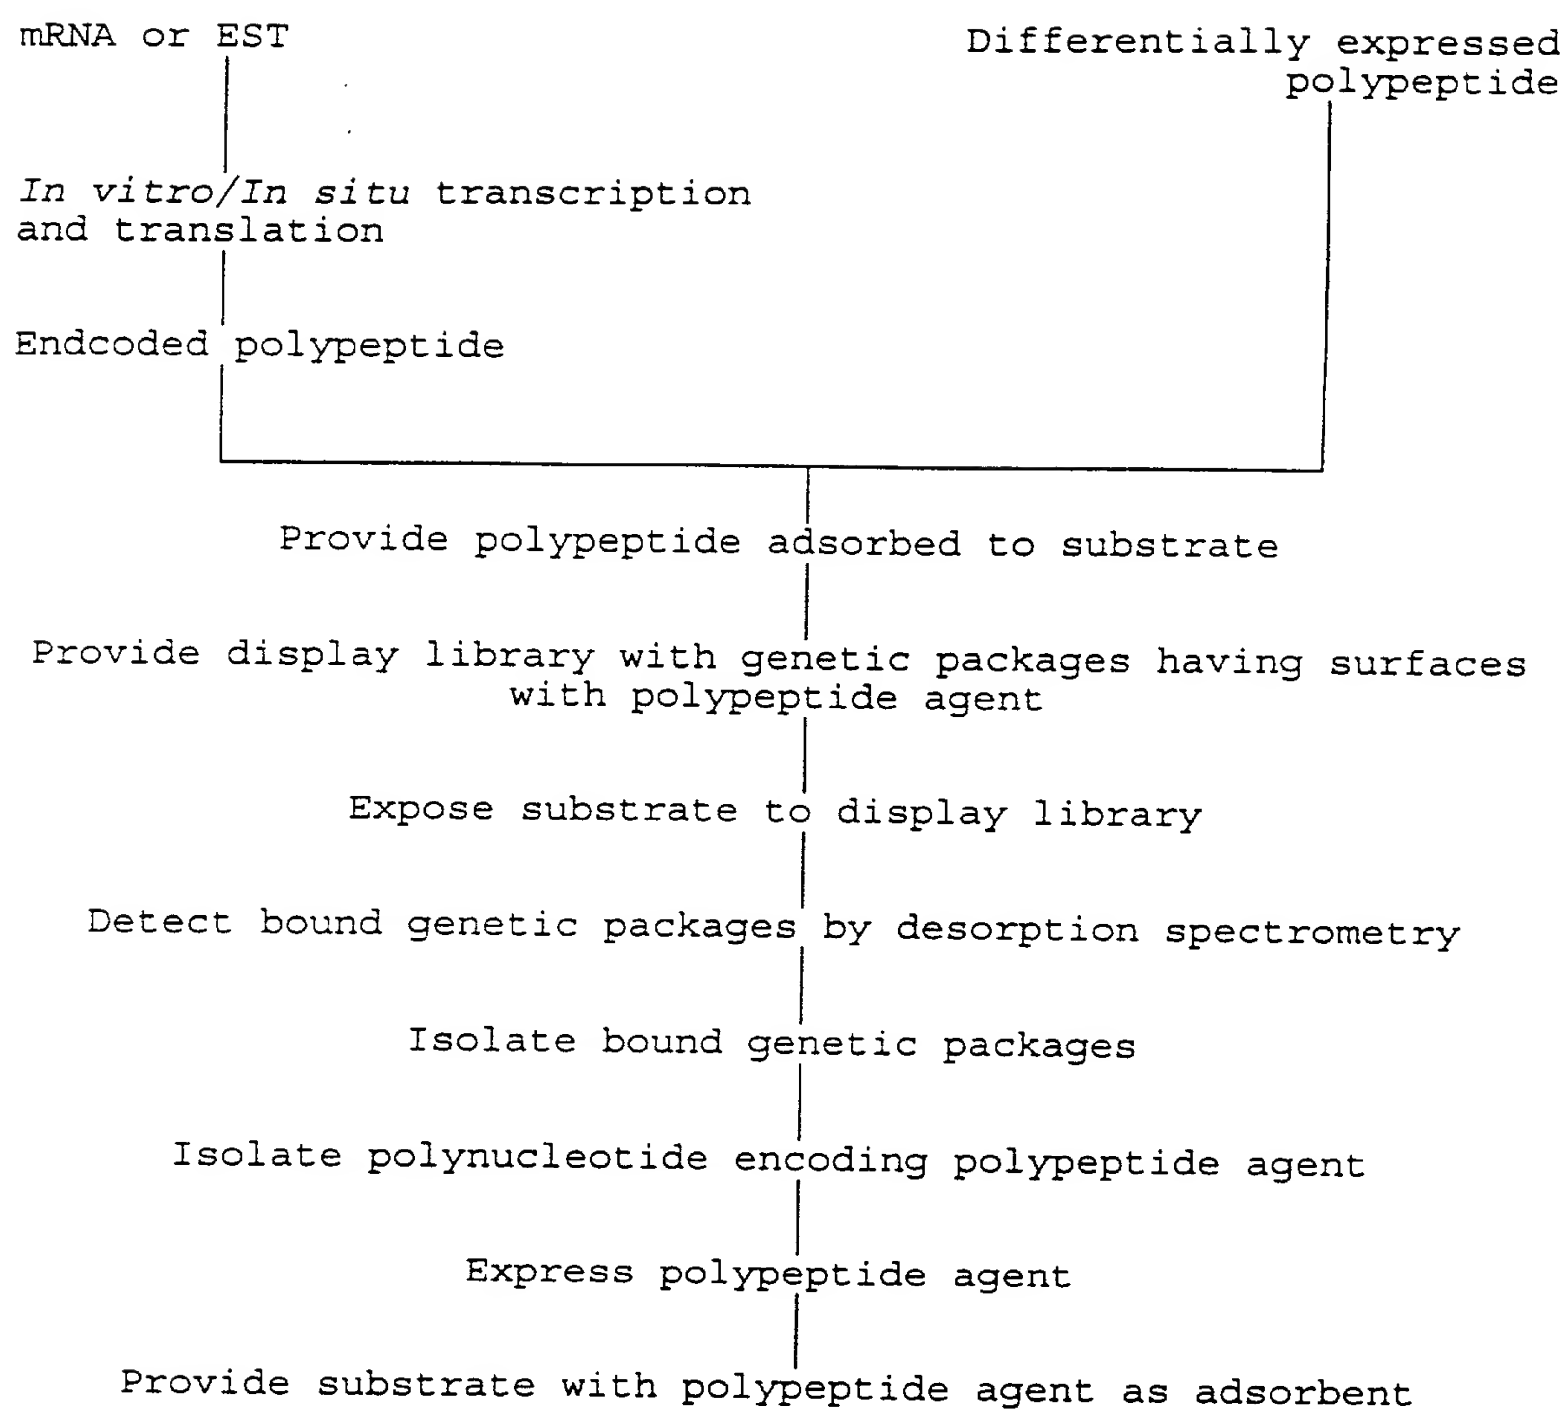 mRNA or EST
Differentially expressed
polypeptide
In vitro/In situ transcription
and translation
Endcoded polypeptide
Provide polypeptide adsorbed to substrate
Provide display library with genetic packages having surfaces
with polypeptide agent
Expose substrate to display library
Detect bound genetic packages by desorption spectrometry
Isolate bound genetic packages
Isolate polynucleotide encoding polypeptide agent
Express polypeptide agent
Provide substrate with polypeptide agent as adsorbent